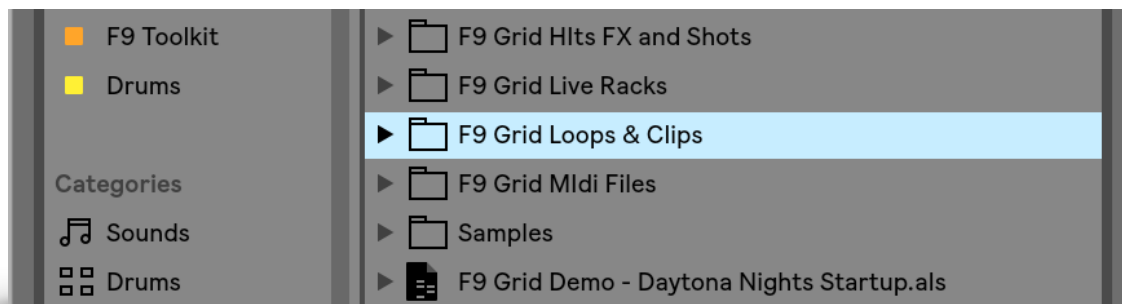 F9 Toolkit
Drums
Categories
Sounds
Drums
F9 Grid HIts FX and Shots
F9 Grid Live Racks
F9 Grid Loops & Clips
F9 Grid MIdi Files
Samples
F9 Grid Demo - Daytona Nights Startup.als